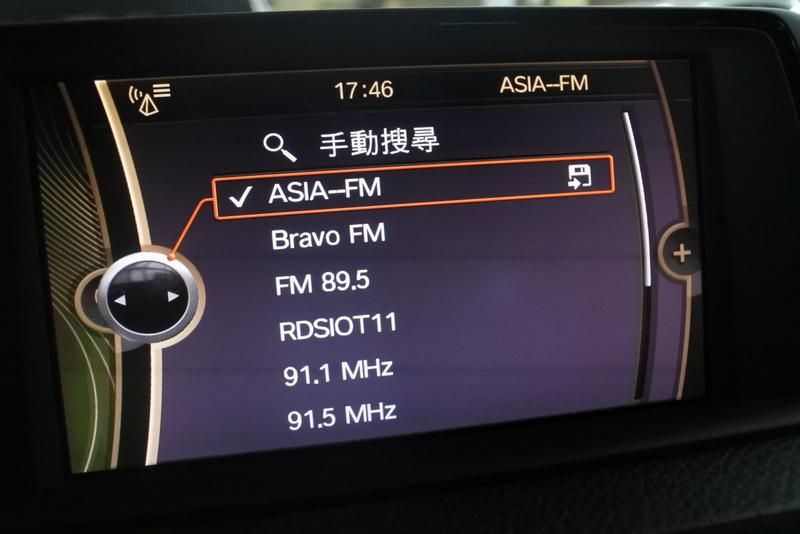 17:46 ASIA--FM
手動搜尋
ASIA--FM
Bravo FM
FM 89.5
RDSIOT11
91.1 MHz
91.5 MHz